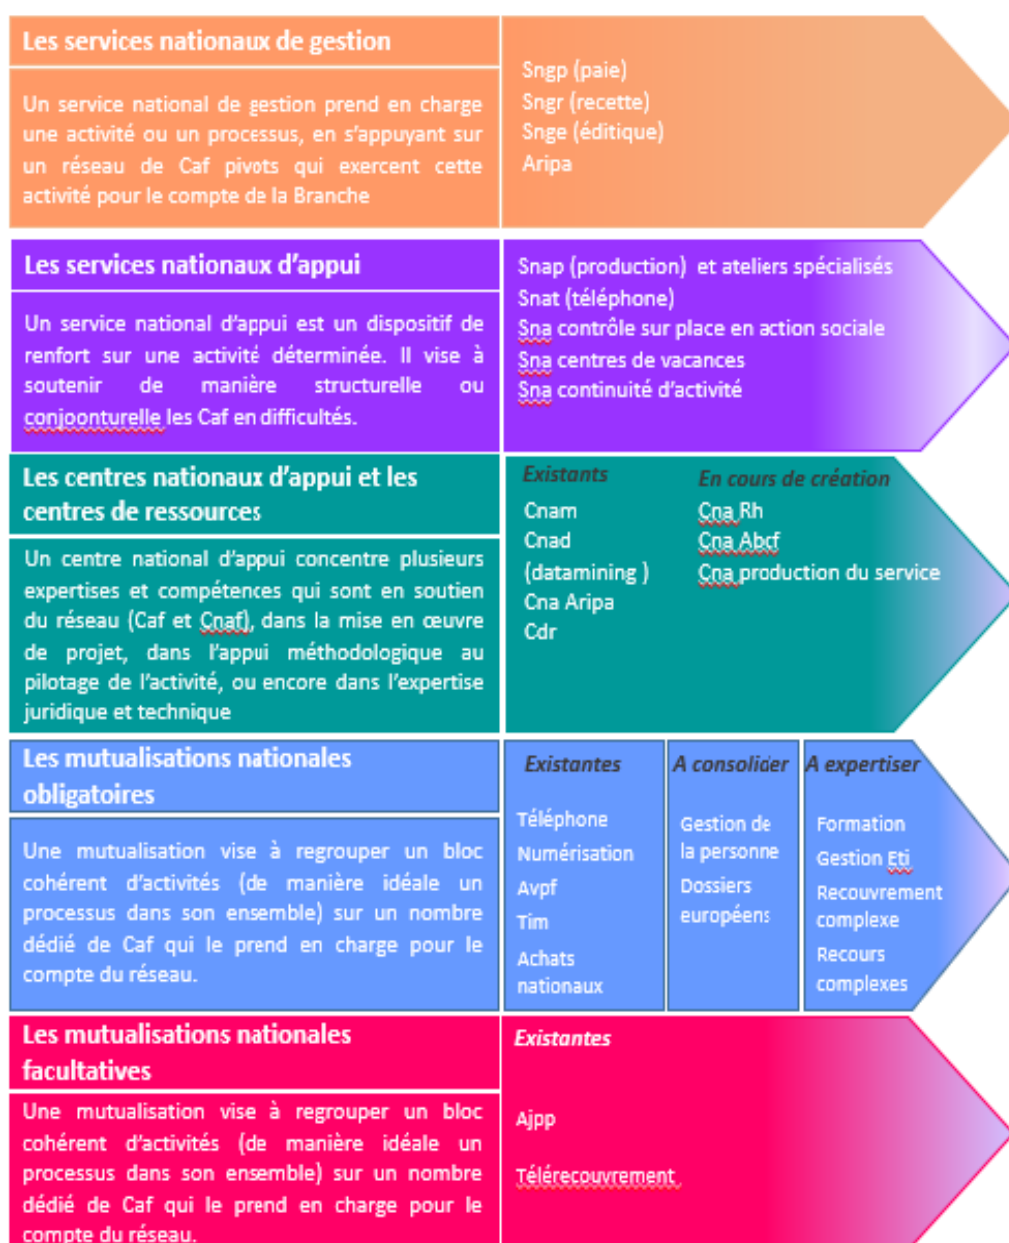 Les services nationaux de gestion
Un service national de gestion prend en charge
une activité ou un processus, en s'appuyant sur
un réseau de Caf pivots qui exercent cette
activité pour le compte de la Branche
Sngp (paie)
Sngr (recette)
Snge (éditique)
Aripa
Les services nationaux d'appui
Un service national d'appui est un dispositif de
renfort sur une activité déterminée. Il vise à
soutenir de manière structurelle ou
conjoonturelle les Caf en difficultés.
Snap (production) et ateliers spécialisés
Snat (téléphone)
Sna contrôle sur place en action sociale
Sna centres de vacances
Sna continuité d'activité
Les centres nationaux d'appui et les
centres de ressources
Un centre national d'appui concentre plusieurs
expertises et compétences qui sont en soutien
du réseau (Caf et Cnaf), dans la mise en œuvre
de projet, dans l'appui méthodologique au
pilotage de l'activité, ou encore dans l'expertise
juridique et technique
Existants
Cnam
Cnad
(datamining )
Cna Aripa
Cdr
En cours de création
Cna Rh
Cna Abcf
Cna production du service
Les mutualisations nationales
obligatoires
Une mutualisation vise à regrouper un bloc
cohérent d'activités (de manière idéale un
processus dans son ensemble) sur un nombre
dédié de Caf qui le prend en charge pour le
compte du réseau.
Existantes
Téléphone
Numérisation
Avpf
Tim
Achats
nationaux
A consolider
Gestion de
la personne
Dossiers
européens
A expertiser
Formation
Gestion Eti
Recouvrement
complexe
Recours
complexes
Les mutualisations nationales
facultatives
Une mutualisation vise à regrouper un bloc
cohérent d'activités (de manière idéale un
processus dans son ensemble) sur un nombre
dédié de Caf qui le prend en charge pour le
compte du réseau.
Existantes
Ajpp
Télérecouvrement